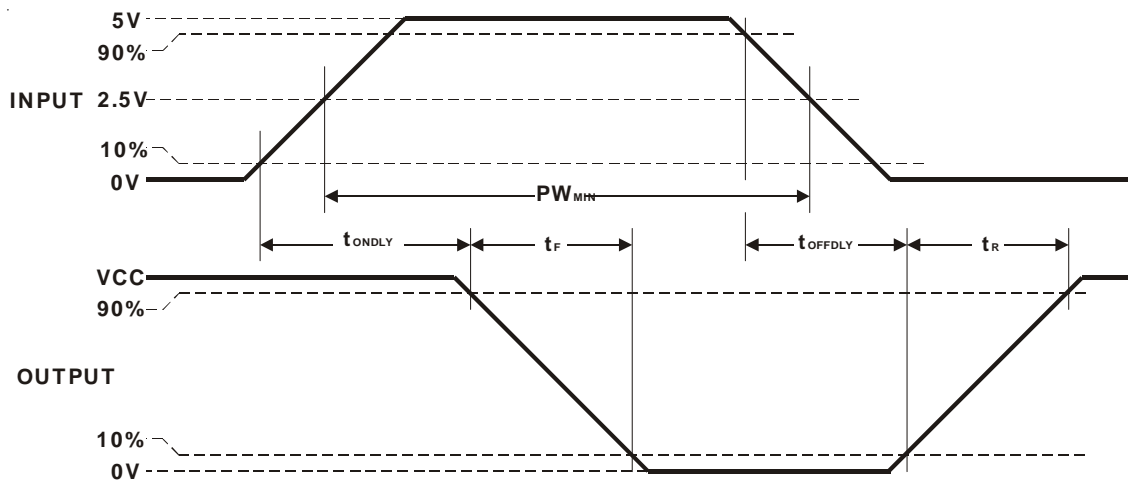 5V
90%
INPUT 2.5V
10%
0V
PWMIN
tONDLY tF tOFFDLY tR
VCC
90%
OUTPUT
10%
0V